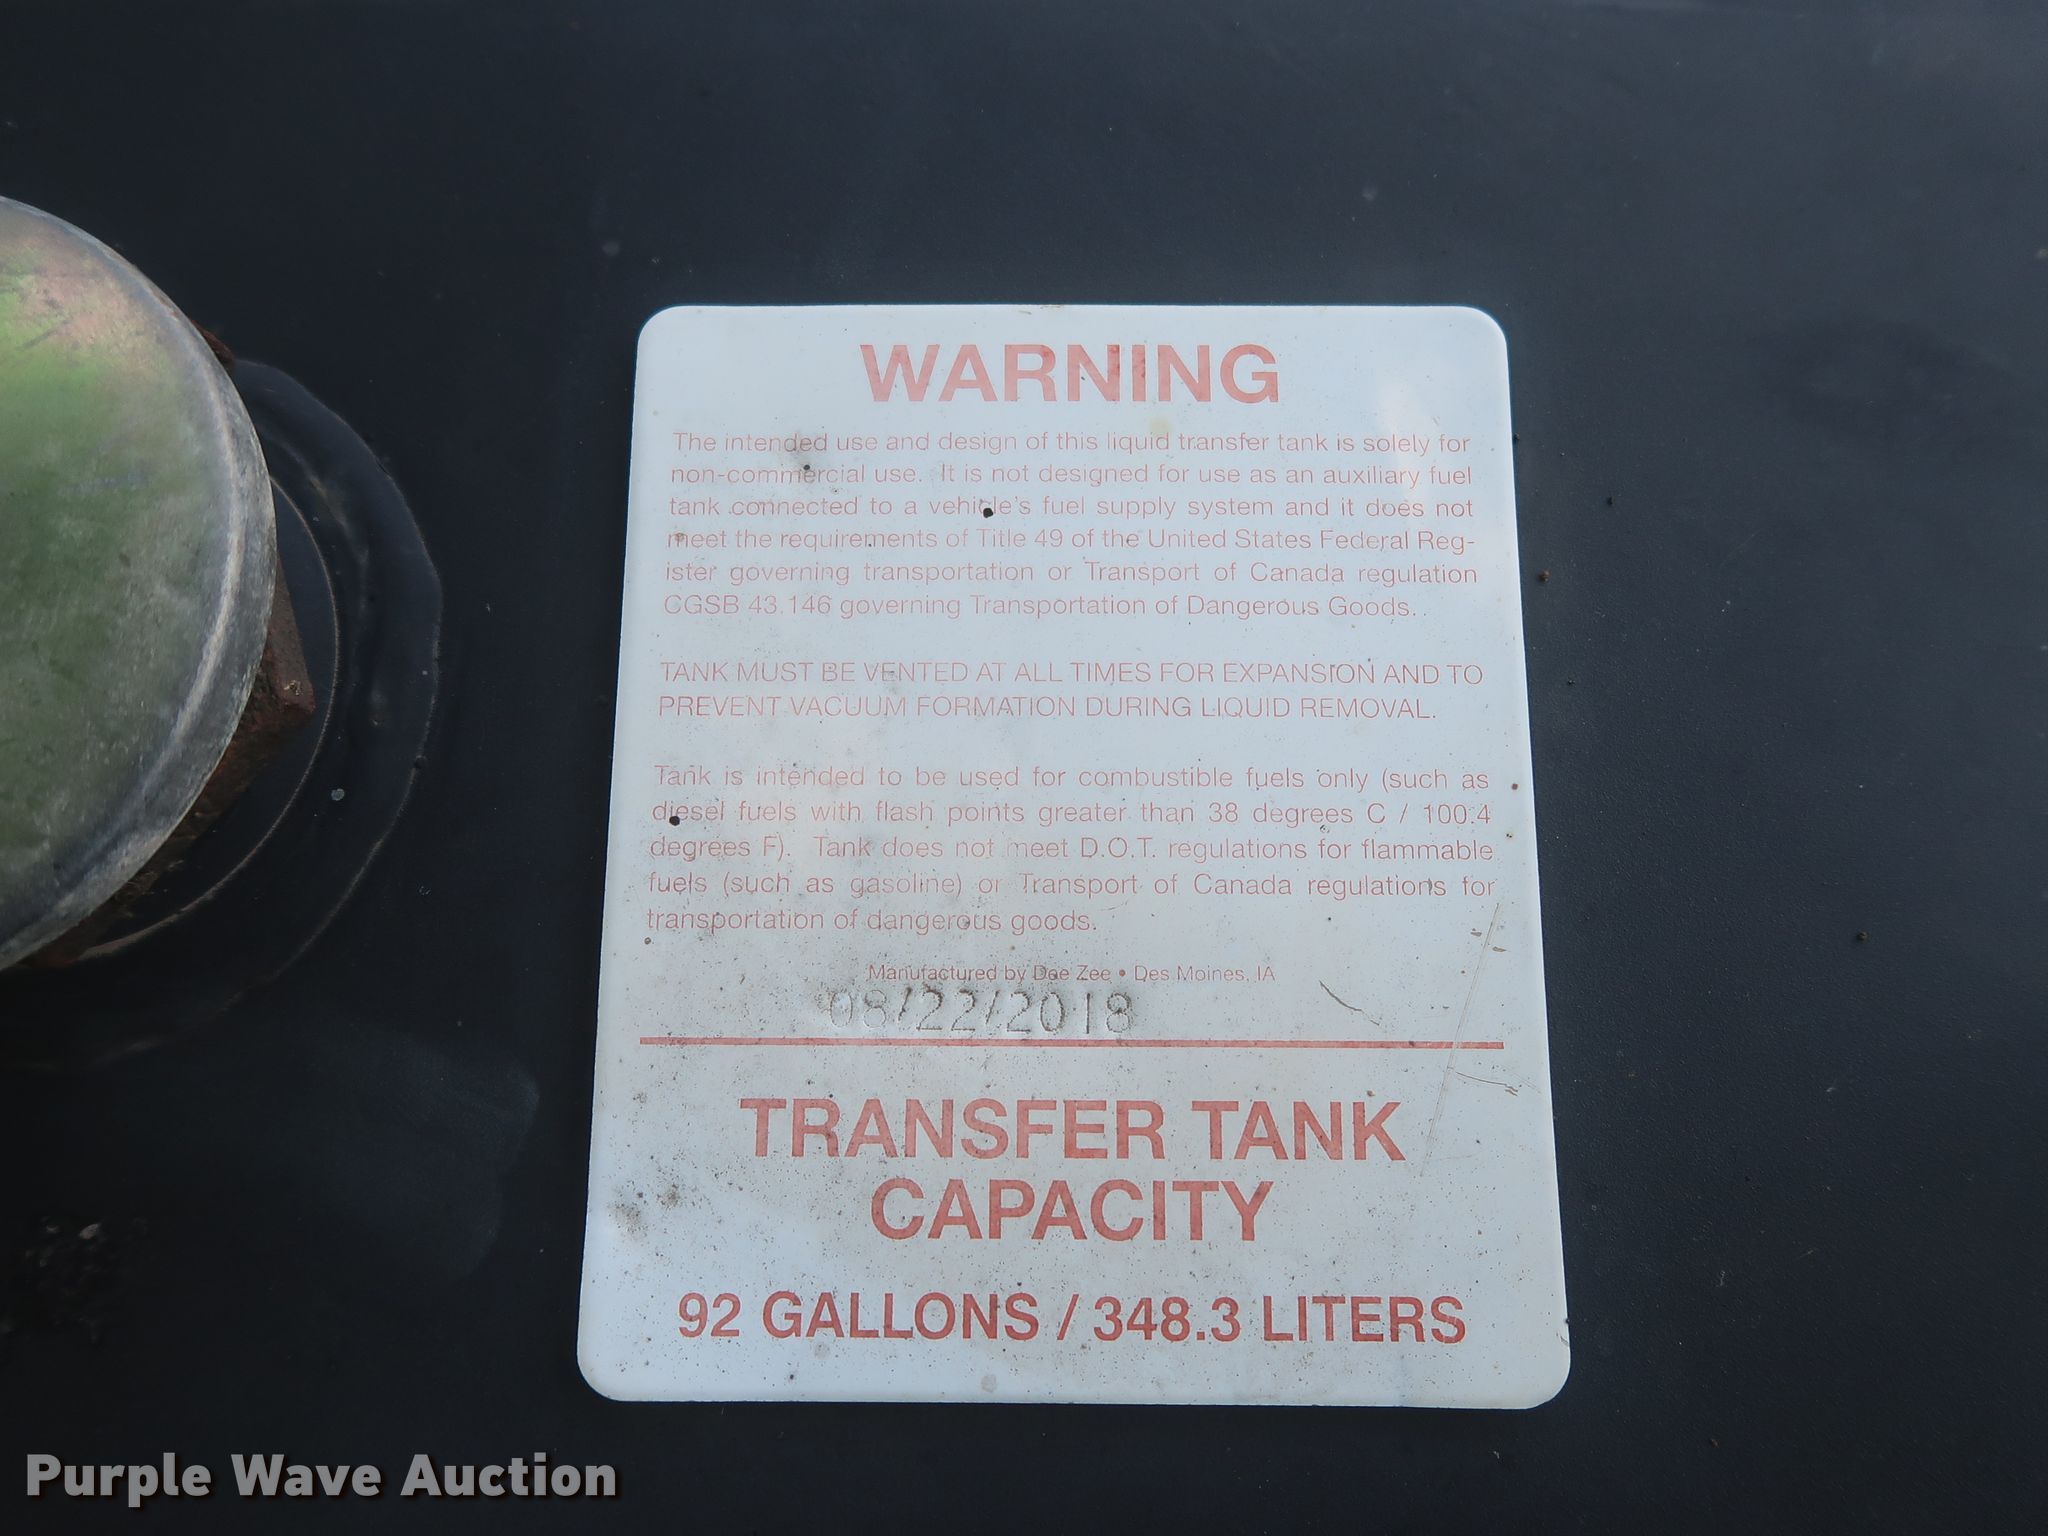 WARNING
The intended use and design of this liquid transfer tank is solely for
non-commercial use. It is not designed for use as an auxiliary fuel
tank connected to a vehicle's fuel supply system and it does not
meet the requirements of Title 49 of the United States Federal Reg-
ister governing transportation or Transport of Canada regulation
CGSB 43.146 governing Transportation of Dangerous Goods.
TANK MUST BE VENTED AT ALL TIMES FOR EXPANSION AND TO
PREVENT VACUUM FORMATION DURING LIQUID REMOVAL.
Tank is intended to be used for combustible fuels only (such as
diesel fuels with flash points greater than 38 degrees C / 100.4
degrees F). Tank does not meet D.O.T. regulations for flammable
fuels (such as gasoline) or Transport of Canada regulations for
transportation of dangerous goods.
Manufactured by Dee Zee • Des Moines, IA
08/22/2018
TRANSFER TANK
CAPACITY
92 GALLONS / 348.3 LITERS
Purple Wave Auction